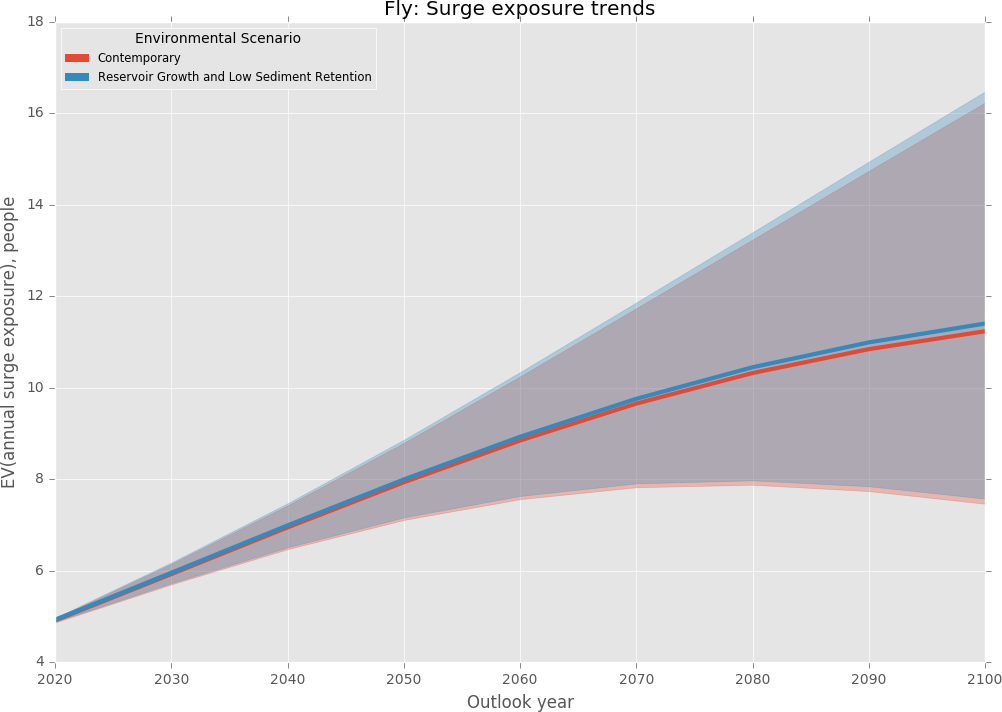 Fly: Surge exposure trends
Environmental Scenario
Contemporary
Reservoir Growth and Low Sediment Retention
EV(annual surge exposure), people
18
16
14
12
10
8
6
4
2020 2030 2040 2050 2060 2070 2080 2090 2100
Outlook year